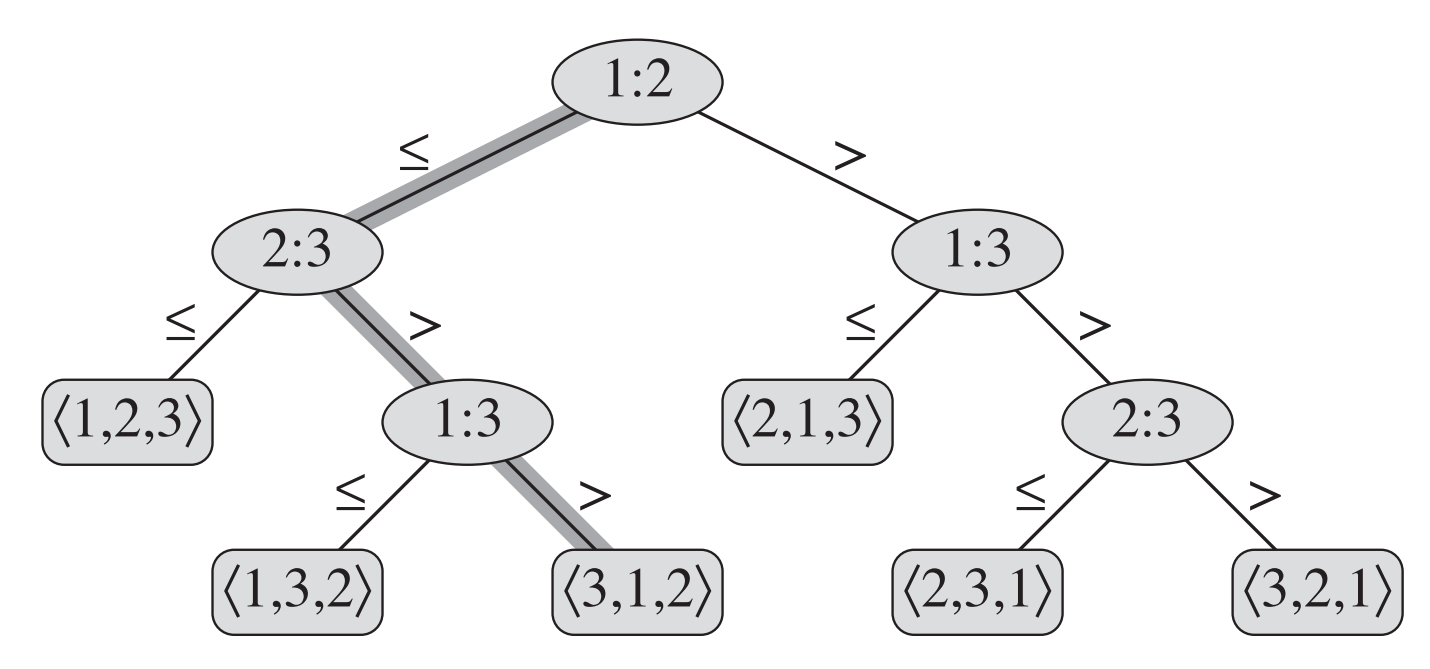 1:2
≤ >
2:3 1:3
≤ > ≤ >
⟨1,2,3⟩ 1:3 ⟨2,1,3⟩ 2:3
≤ > ≤ >
⟨1,3,2⟩ ⟨3,1,2⟩ ⟨2,3,1⟩ ⟨3,2,1⟩